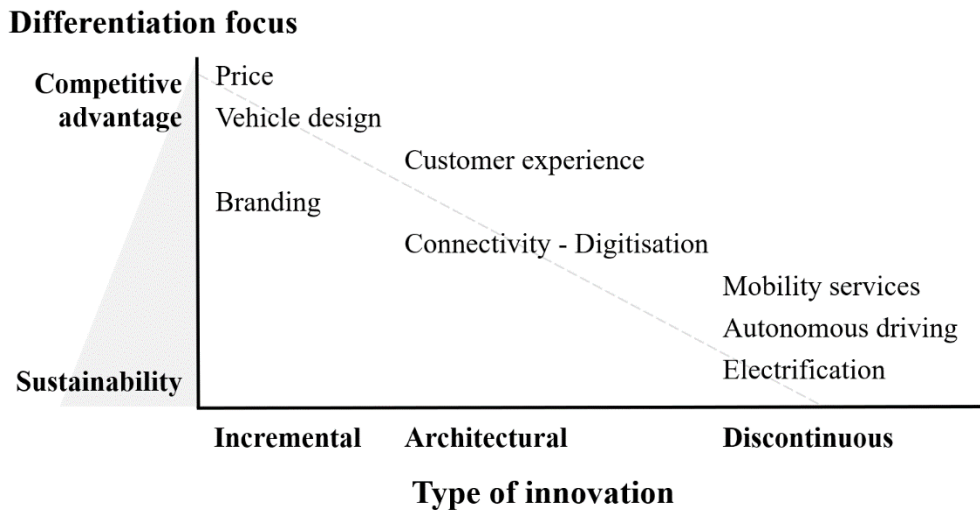 Differentiation focus
Competitive
advantage
Price
Vehicle design
Customer experience
Branding
Connectivity - Digitisation
Mobility services
Autonomous driving
Sustainability
Electrification
Incremental
Architectural
Discontinuous
Type of innovation